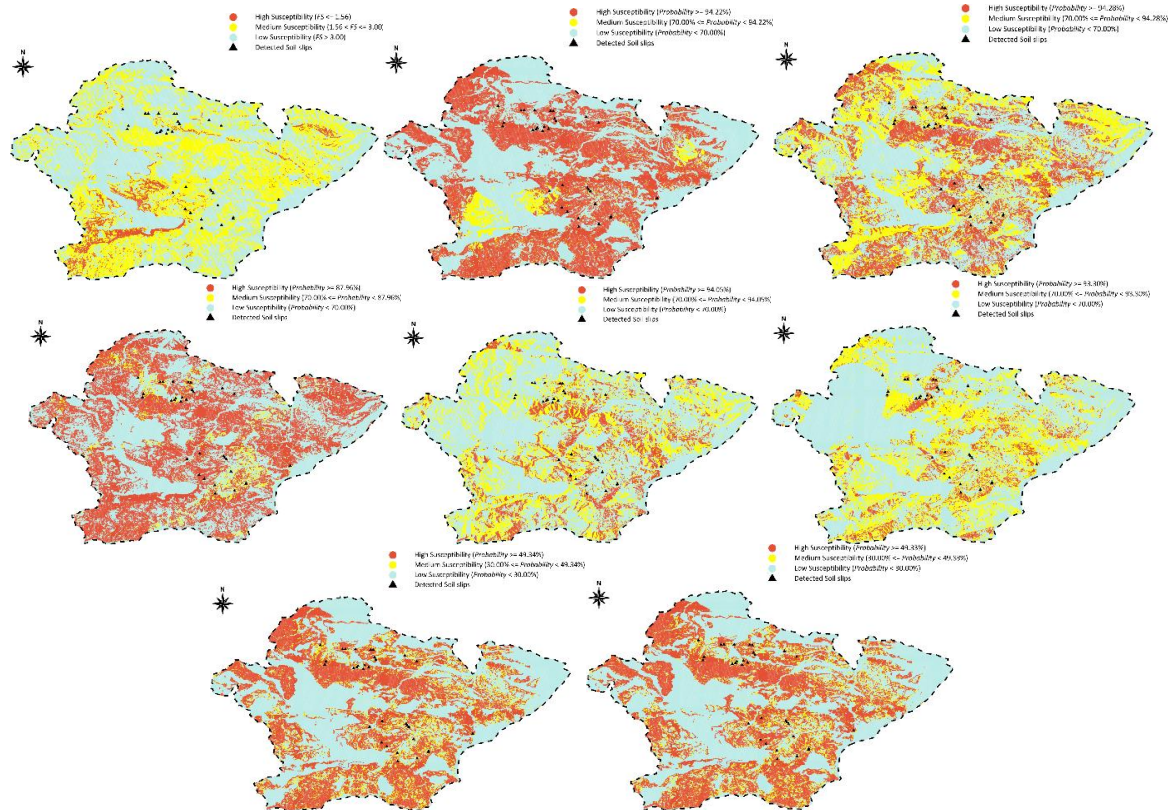 High Susceptibility (FS <= 1.56)
Medium Susceptibility (1.56 < FS <= 3.00)
Low Susceptibility (FS > 3.00)
Detected Soil slips
N
High Susceptibility (Probability >= 94.22%)
Medium Susceptibility (70.00% <= Probability < 94.22%)
Low Susceptibility (Probability < 70.00%)
Detected Soil slips
N
High Susceptibility (Probability >= 94.28%)
Medium Susceptibility (70.00% <= Probability < 94.28%)
Low Susceptibility (Probability < 70.00%)
Detected Soil slips
N
High Susceptibility (Probability >= 87.96%)
Medium Susceptibility (70.00% <= Probability < 87.96%)
Low Susceptibility (Probability < 70.00%)
Detected Soil slips
N
High Susceptibility (Probability >= 94.05%)
Medium Susceptibility (70.00% <= Probability < 94.05%)
Low Susceptibility (Probability < 70.00%)
Detected Soil slips
N
High Susceptibility (Probability >= 93.30%)
Medium Susceptibility (70.00% <= Probability < 93.30%)
Low Susceptibility (Probability < 70.00%)
Detected Soil slips
N
High Susceptibility (Probability >= 49.34%)
Medium Susceptibility (30.00% <= Probability < 49.34%)
Low Susceptibility (Probability < 30.00%)
Detected Soil slips
N
High Susceptibility (Probability >= 49.33%)
Medium Susceptibility (30.00% <= Probability < 49.33%)
Low Susceptibility (Probability < 30.00%)
Detected Soil slips
N